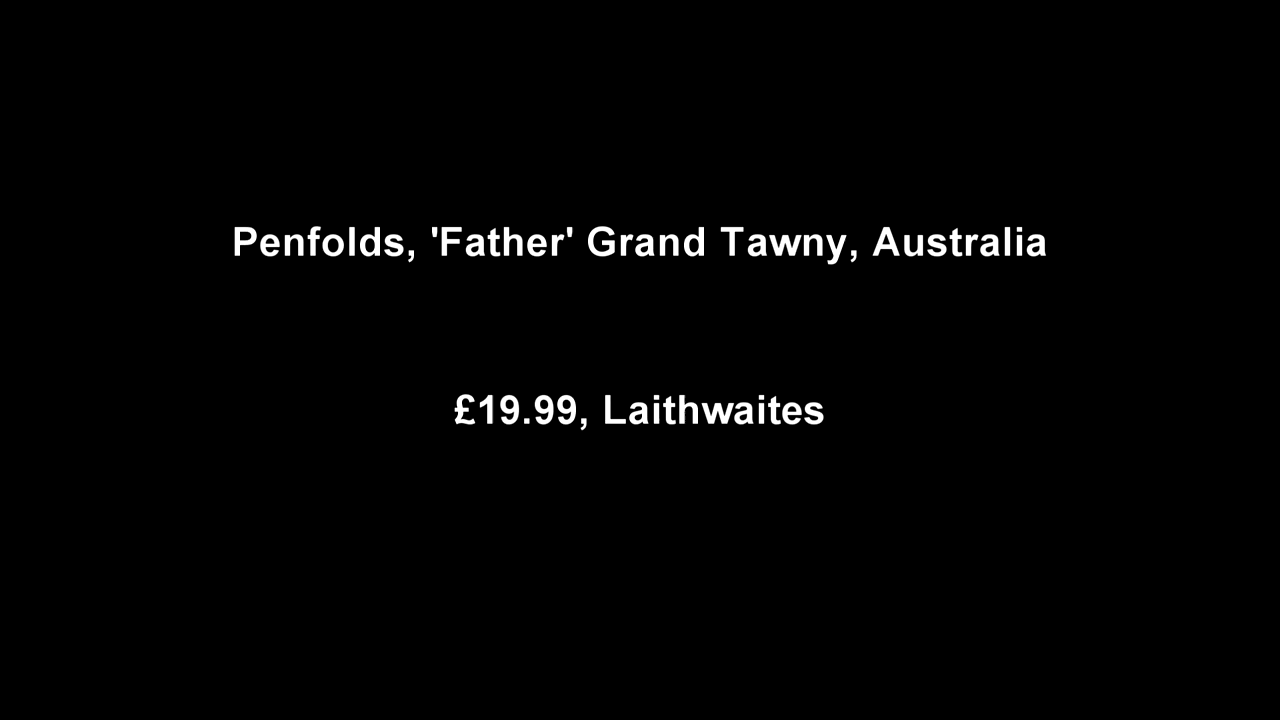 Penfolds, 'Father' Grand Tawny, Australia
£19.99, Laithwaites